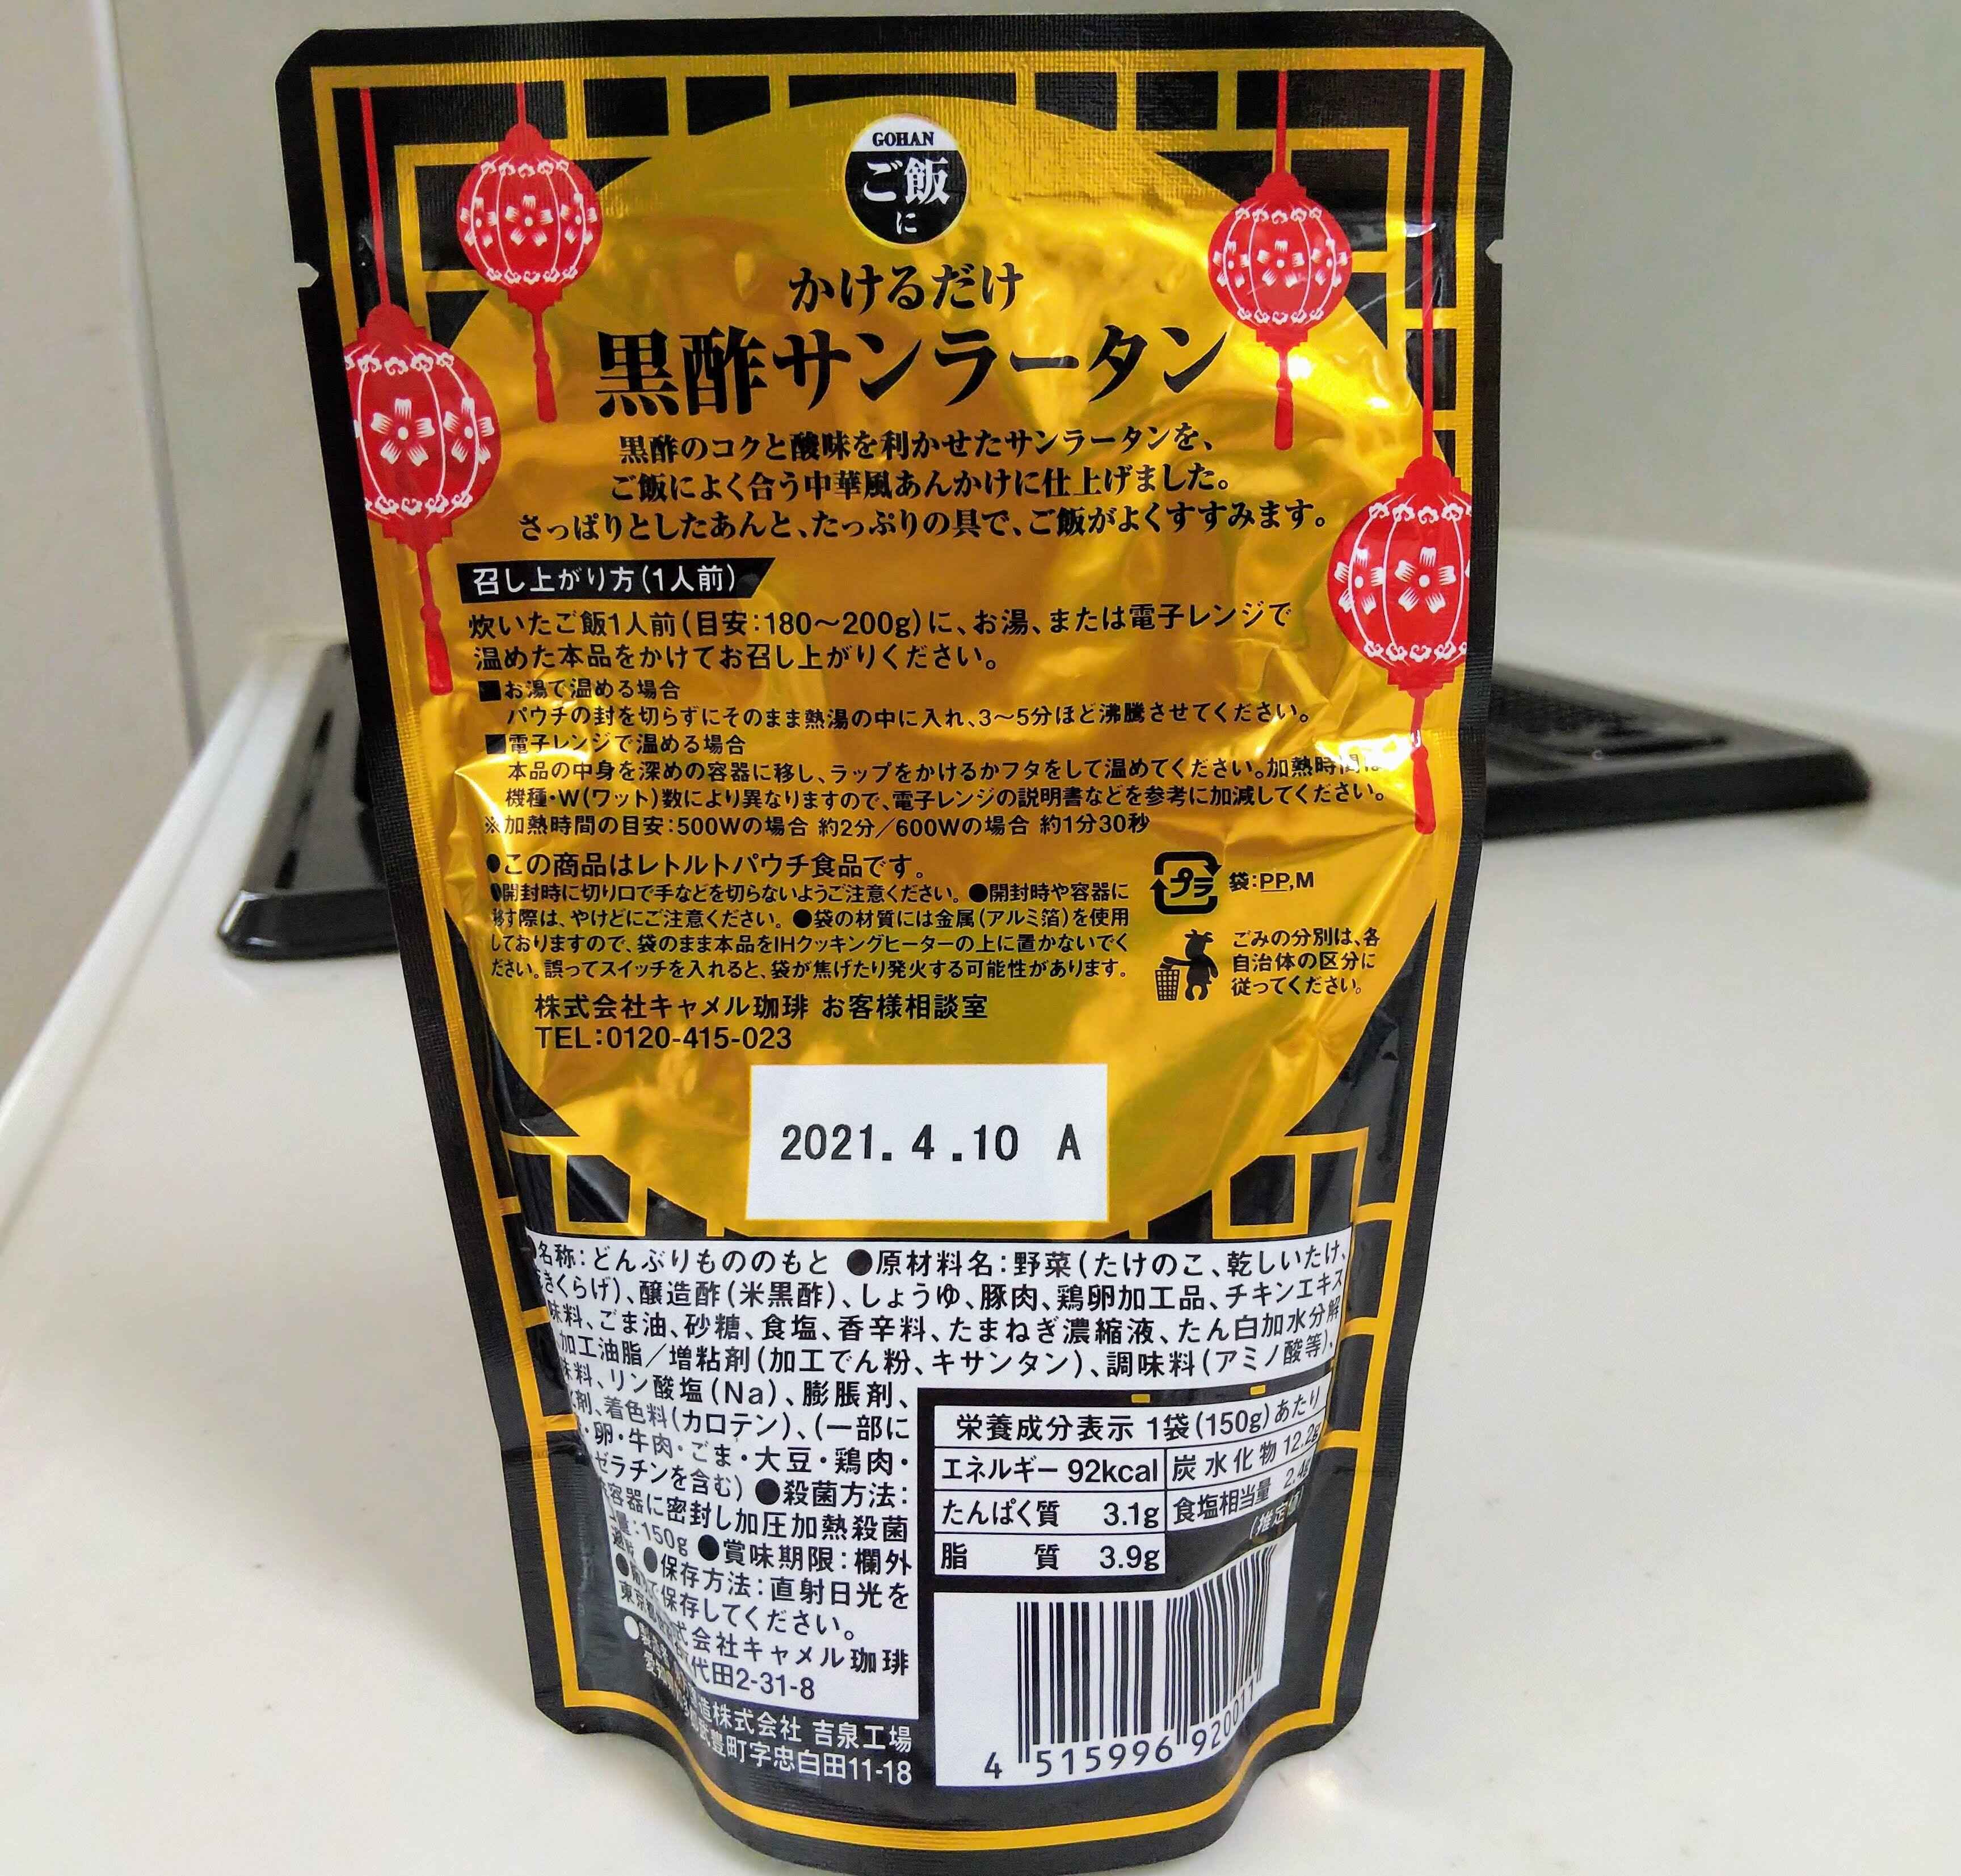 GOHAN
ご飯
に
かけるだけ
黒酢サンラータン
黒酢のコクと酸味を利かせたサンラータンを、
ご飯によく合う中華風あんかけに仕上げました。
さっぱりとしたあんと、たっぷりの具で、ご飯がよくすすみます。
召し上がり方(1人前)
炊いたご飯1人前(目安:180〜200g)に、お湯、または電子レンジで
温めた本品をかけてお召し上がりください。
■お湯で温める場合
パウチの封を切らずにそのまま熱湯の中に入れ、3〜5分ほど沸騰させてください。
■電子レンジで温める場合
本品の中身を深めの容器に移し、ラップをかけるかフタをして温めてください。加熱時間は
機種・W(ワット)数により異なりますので、電子レンジの説明書などを参考に加減してください。
※加熱時間の目安:500Wの場合 約2分/600Wの場合 約1分30秒
●この商品はレトルトパウチ食品です。
●開封時に切り口で手などを切らないようご注意ください。●開封時や容器に
移す際は、やけどにご注意ください。●袋の材質には金属(アルミ箔)を使用
しておりますので、袋のまま本品をIHクッキングヒーターの上に置かないでく
ださい。誤ってスイッチを入れると、袋が焦げたり発火する可能性があります。
プラ 袋:PP,M
ごみの分別は、各
自治体の区分に
従ってください。
株式会社キャメル珈琲 お客様相談室
TEL:0120-415-023
2021.4.10 A
●名称:どんぶりもののもと ●原材料名:野菜(たけのこ、乾しいたけ、
きくらげ)、醸造酢(米黒酢)、しょうゆ、豚肉、鶏卵加工品、チキンエキス
味料、ごま油、砂糖、食塩、香辛料、たまねぎ濃縮液、たん白加水分解
加工油脂/増粘剤(加工でん粉、キサンタン)、調味料(アミノ酸等)、
味料、リン酸塩(Na)、膨脹剤、
剤、着色料(カロテン)、(一部に
・卵・牛肉・ごま・大豆・鶏肉・
ゼラチンを含む) ●殺菌方法:
容器に密封し加圧加熱殺菌
量:150g ●賞味期限:欄外
●保存方法:直射日光を
保存してください。
式会社キャメル珈琲
代田2-31-8
造株式会社 吉泉工場
豊町字忠白田11-18
栄養成分表示 1袋(150g)あたり
エネルギー 92kcal 炭水化物 12.2g
たんぱく質 3.1g 食塩相当量 2.4g
脂質 3.9g (推定値)
4 515996 920011